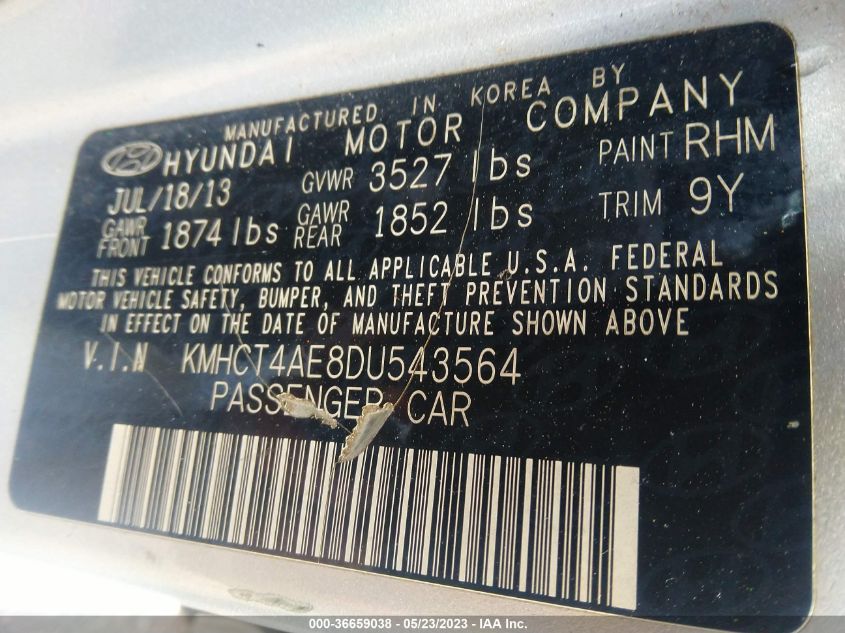 MANUFACTURED IN KOREA BY
HYUNDAI MOTOR COMPANY
JUL/18/13 GVWR 3527 lbs PAINT RHM
GAWR FRONT 1874 lbs GAWR REAR 1852 lbs TRIM 9Y
THIS VEHICLE CONFORMS TO ALL APPLICABLE U.S.A. FEDERAL
MOTOR VEHICLE SAFETY, BUMPER, AND THEFT PREVENTION STANDARDS
IN EFFECT ON THE DATE OF MANUFACTURE SHOWN ABOVE
V.I.N KMHCT4AE8DU543564
PASSENGER CAR
000-36659038 - 05/23/2023 - IAA Inc.